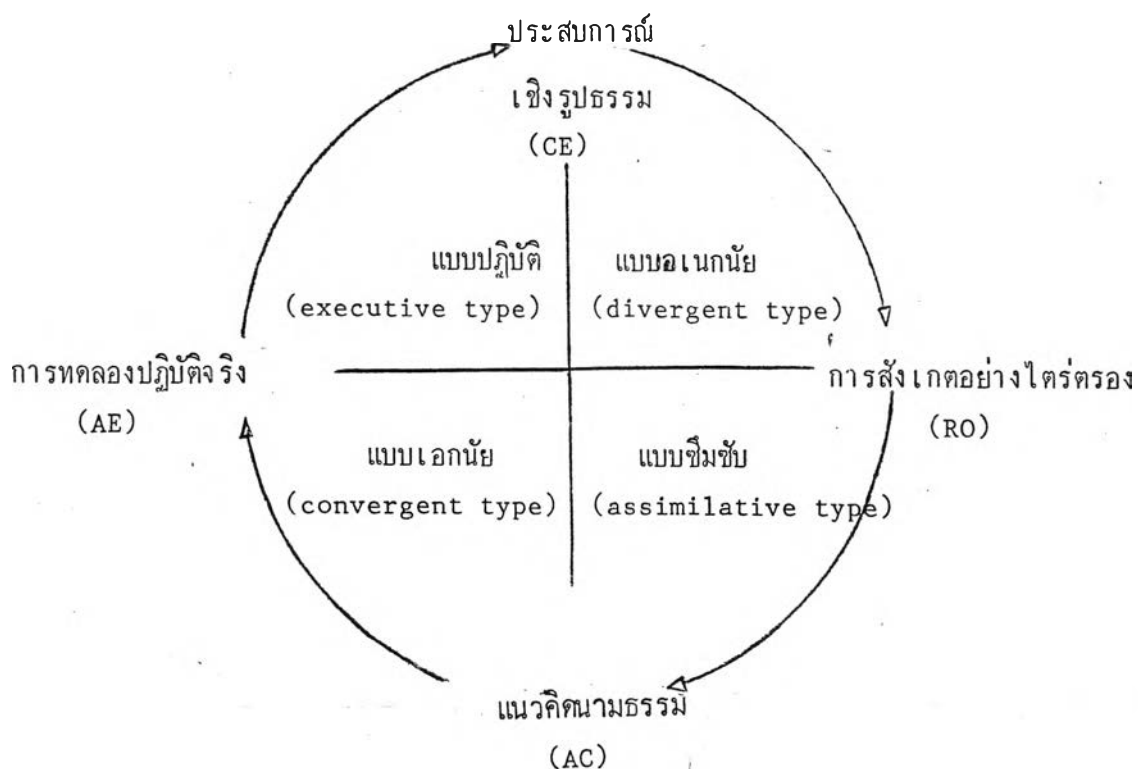 ประสบการณ์
เชิงรูปธรรม
(CE)
แบบปฏิบัติ
(executive type)
แบบอเนกนัย
(divergent type)
การทดลองปฏิบัติจริง
(AE)
การสังเกตอย่างไตร่ตรอง
(RO)
แบบเอกนัย
(convergent type)
แบบซึมซับ
(assimilative type)
แนวคิดนามธรรม
(AC)